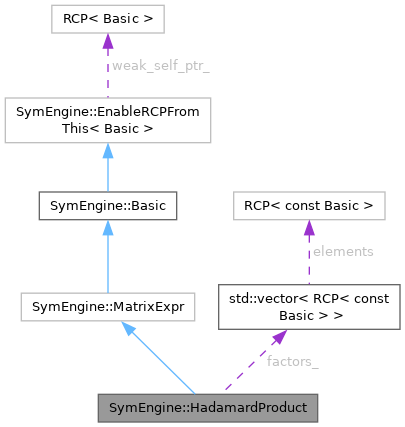 RCP< Basic >
weak_self_ptr_
SymEngine::EnableRCPFrom
This< Basic >
SymEngine::Basic
RCP< const Basic >
elements
SymEngine::MatrixExpr
std::vector< RCP< const
Basic > >
factors_
SymEngine::HadamardProduct